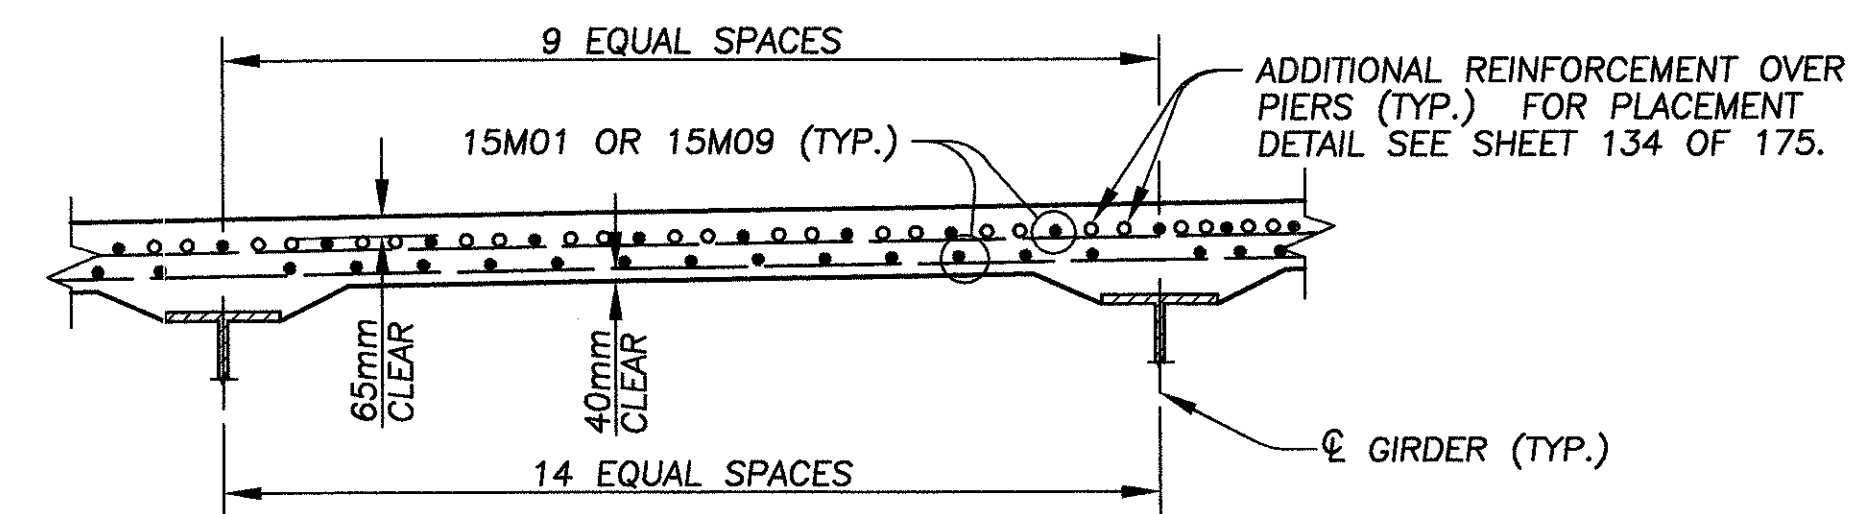 9 EQUAL SPACES
ADDITIONAL REINFORCEMENT OVER
PIERS (TYP.) FOR PLACEMENT
DETAIL SEE SHEET 134 OF 175.
15M01 OR 15M09 (TYP.)
65mm
CLEAR
40mm
CLEAR
℄ GIRDER (TYP.)
14 EQUAL SPACES